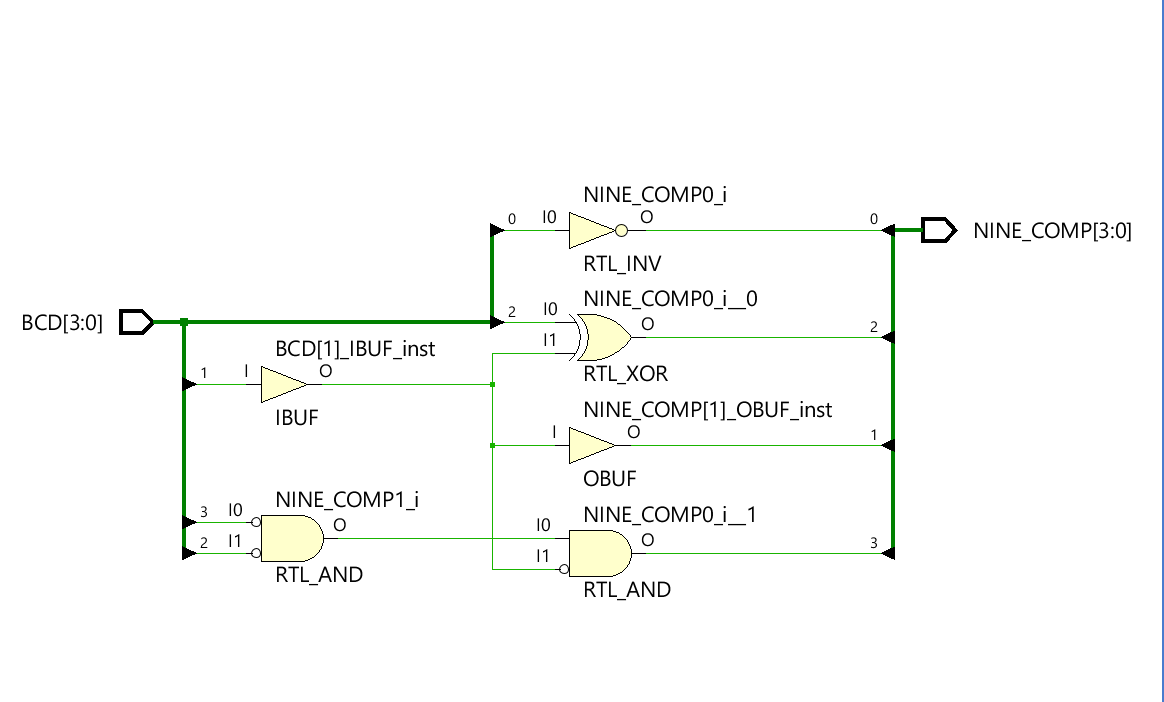 NINE_COMP0_i
0 I0 O 0
NINE_COMP[3:0]
RTL_INV
NINE_COMP0_i__0
2 I0 O 2
BCD[3:0]
I1
BCD[1]_IBUF_inst
1 I O
RTL_XOR
IBUF
NINE_COMP[1]_OBUF_inst
I O 1
OBUF
NINE_COMP1_i
3 I0 O
2 I1
RTL_AND
NINE_COMP0_i__1
I0 O 3
I1
RTL_AND